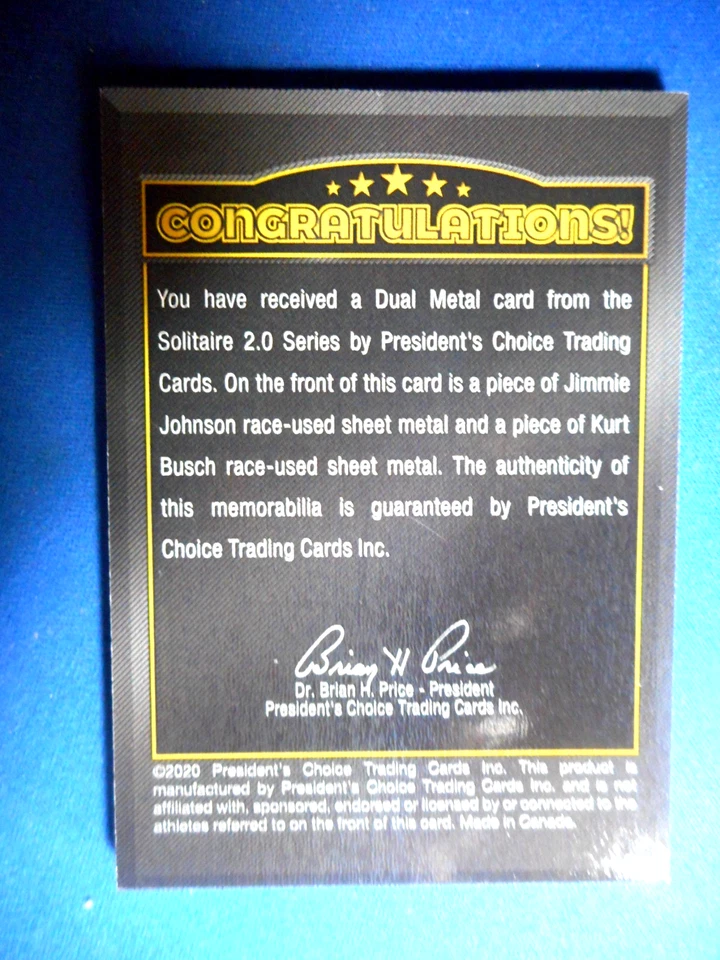 CONGRATULATIONS!
You have received a Dual Metal card from the
Solitaire 2.0 Series by President's Choice Trading
Cards. On the front of this card is a piece of Jimmie
Johnson race-used sheet metal and a piece of Kurt
Busch race-used sheet metal. The authenticity of
this memorabilia is guaranteed by President's
Choice Trading Cards Inc.
Brian H Price
Dr. Brian H. Price - President
President's Choice Trading Cards Inc.
©2020 President's Choice Trading Cards Inc. This product is
manufactured by President's Choice Trading Cards Inc. and is not
affiliated with, sponsored, endorsed or licensed by or connected to the
athletes referred to on the front of this card. Made in Canada.